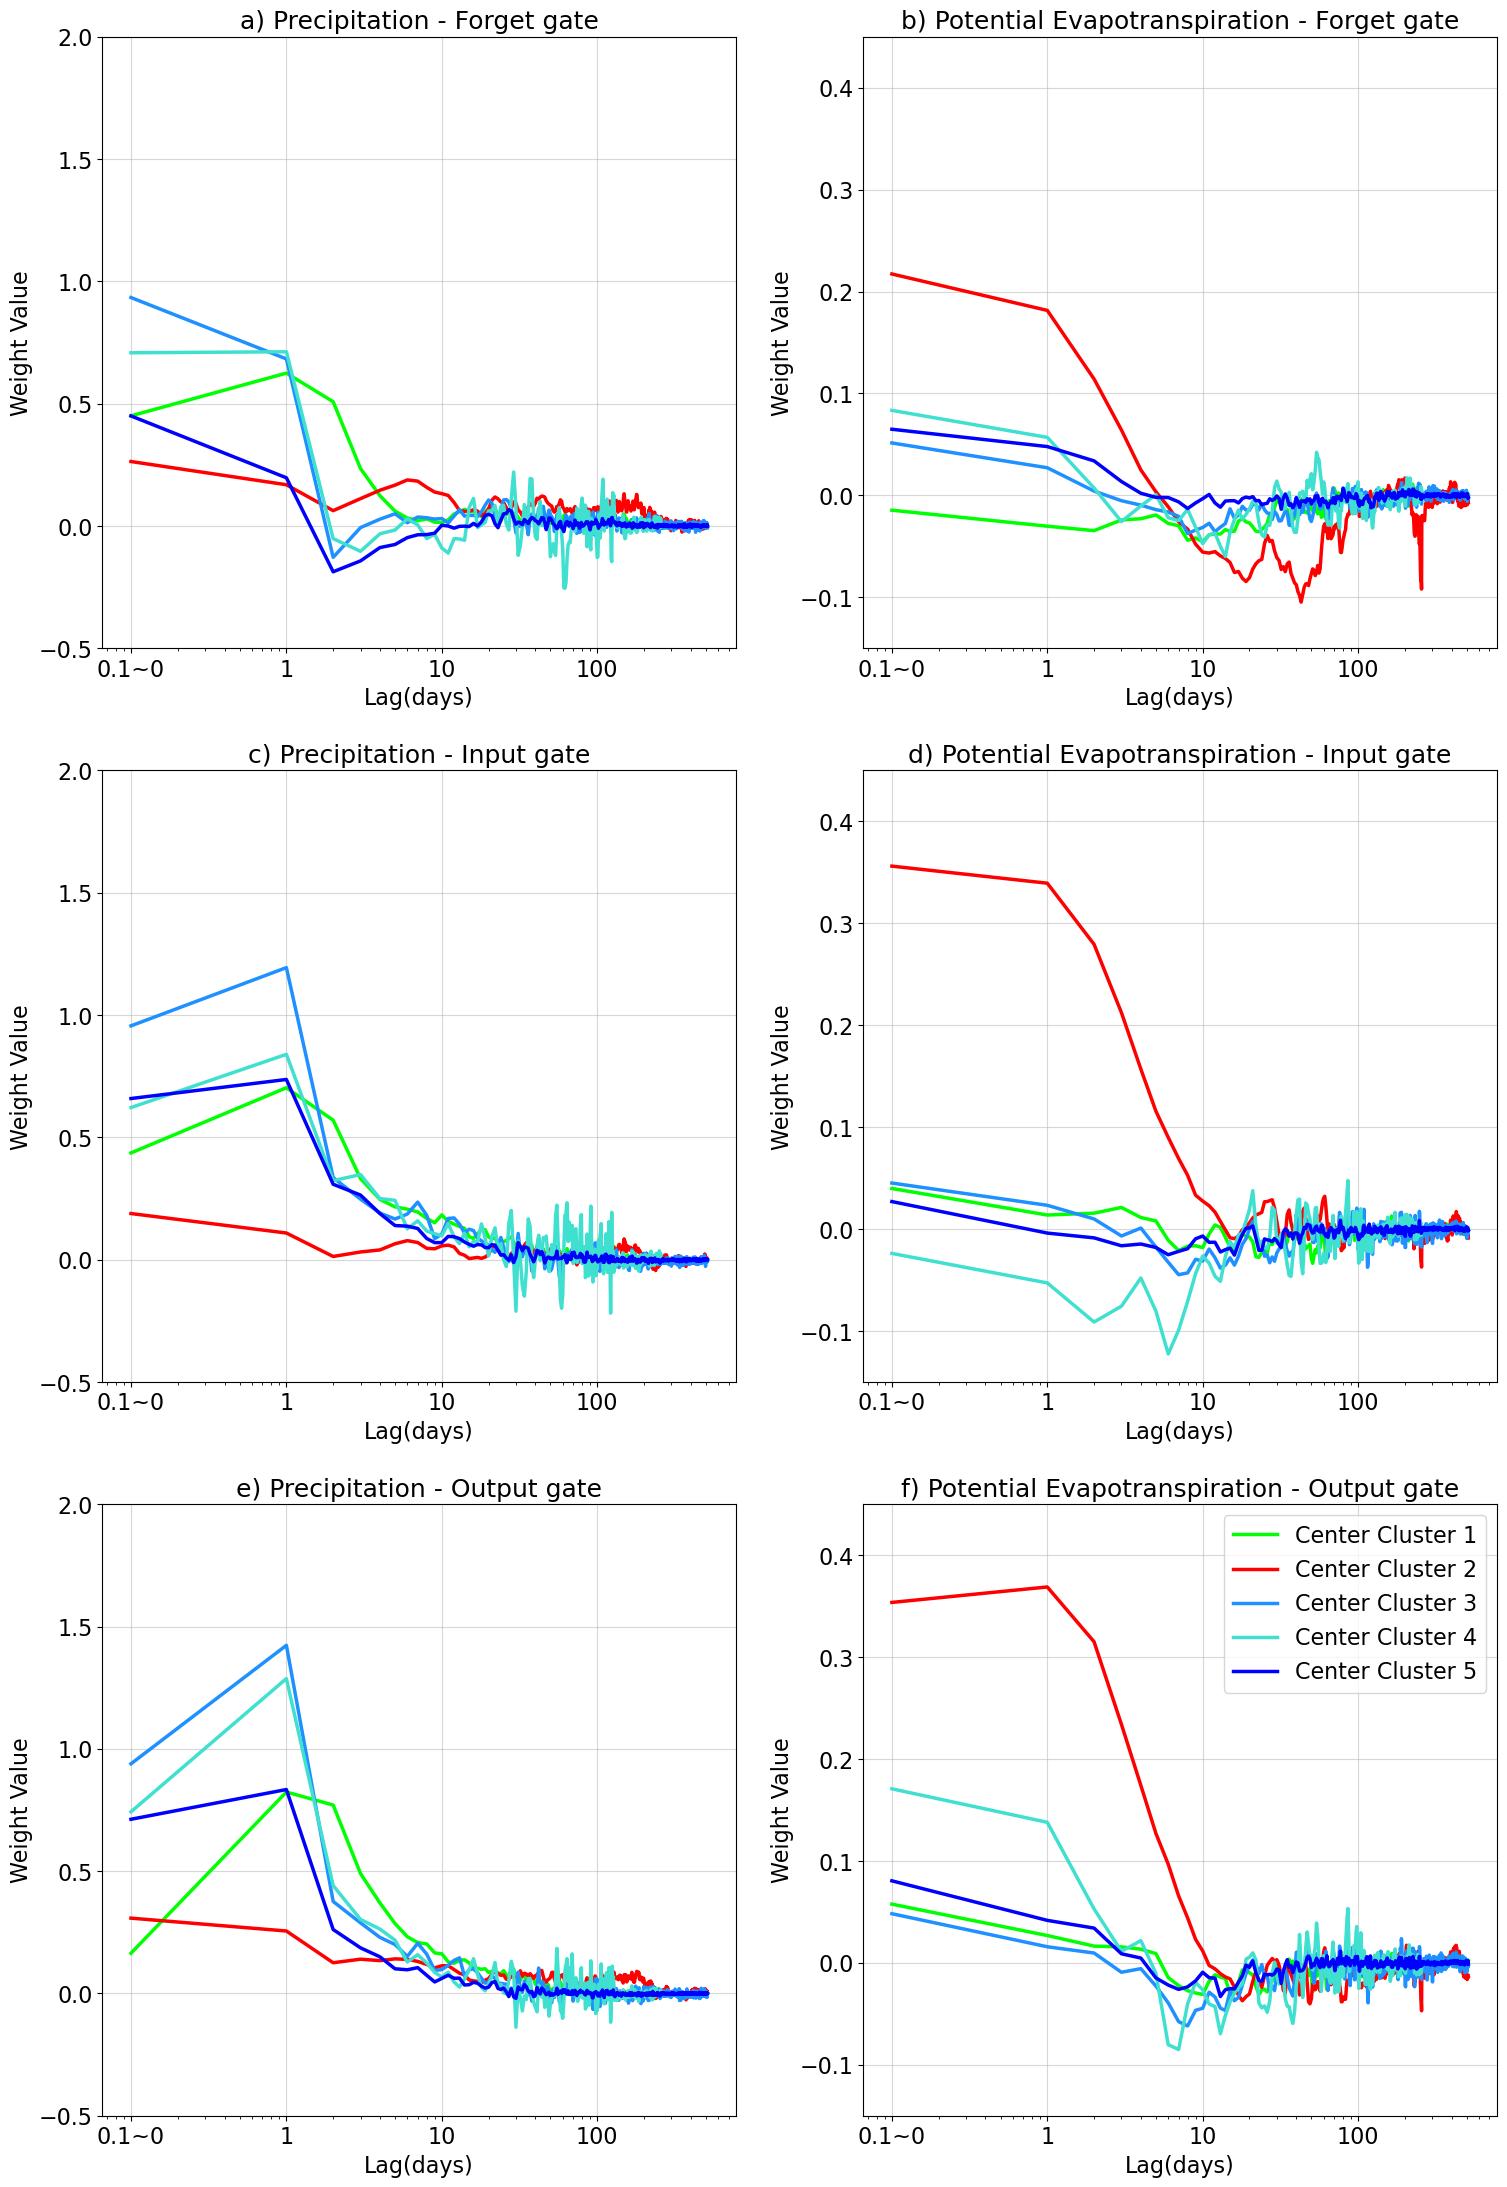 a) Precipitation - Forget gate
2.0
1.5
1.0
0.5
0.0
−0.5
Weight Value
0.1~0 1 10 100
Lag(days)
b) Potential Evapotranspiration - Forget gate
0.4
0.3
0.2
0.1
0.0
−0.1
Weight Value
0.1~0 1 10 100
Lag(days)
c) Precipitation - Input gate
2.0
1.5
1.0
0.5
0.0
−0.5
Weight Value
0.1~0 1 10 100
Lag(days)
d) Potential Evapotranspiration - Input gate
0.4
0.3
0.2
0.1
0.0
−0.1
Weight Value
0.1~0 1 10 100
Lag(days)
e) Precipitation - Output gate
2.0
1.5
1.0
0.5
0.0
−0.5
Weight Value
0.1~0 1 10 100
Lag(days)
f) Potential Evapotranspiration - Output gate
0.4
0.3
0.2
0.1
0.0
−0.1
Weight Value
0.1~0 1 10 100
Lag(days)
Center Cluster 1
Center Cluster 2
Center Cluster 3
Center Cluster 4
Center Cluster 5